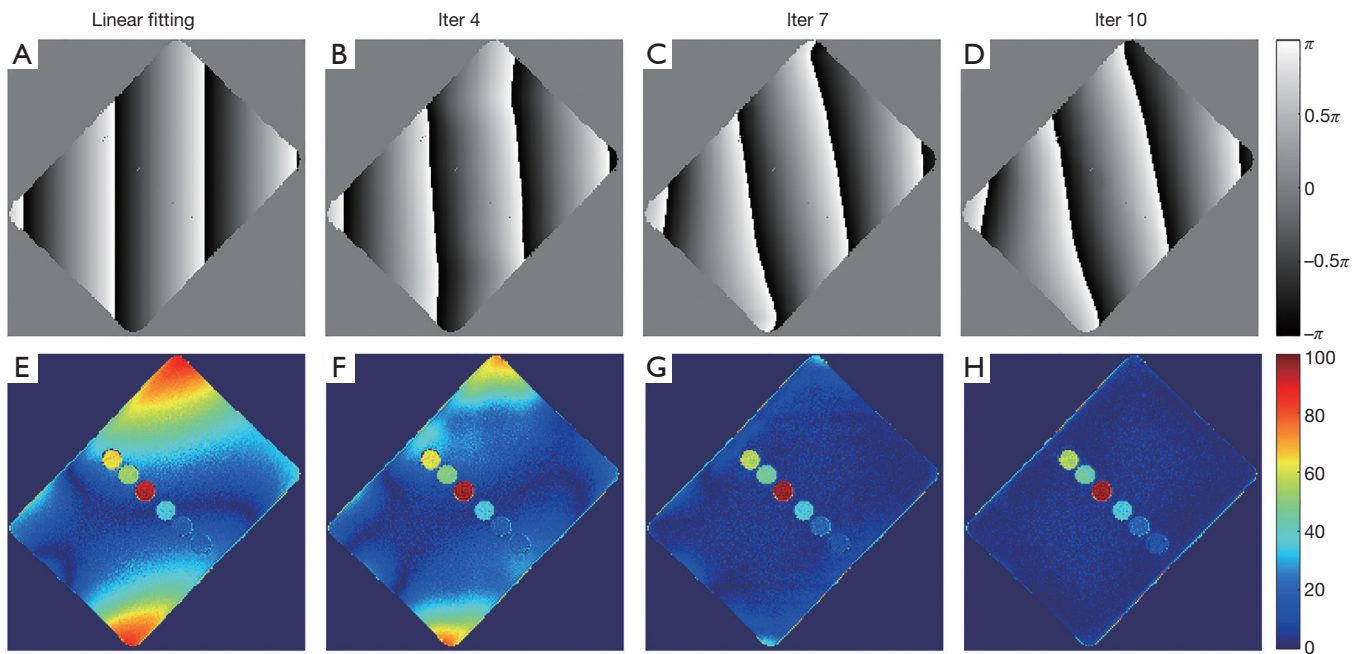 Linear fitting
Iter 4
Iter 7
Iter 10
A
B
C
D
π
0.5π
0
−0.5π
−π
E
F
G
H
100
80
60
40
20
0